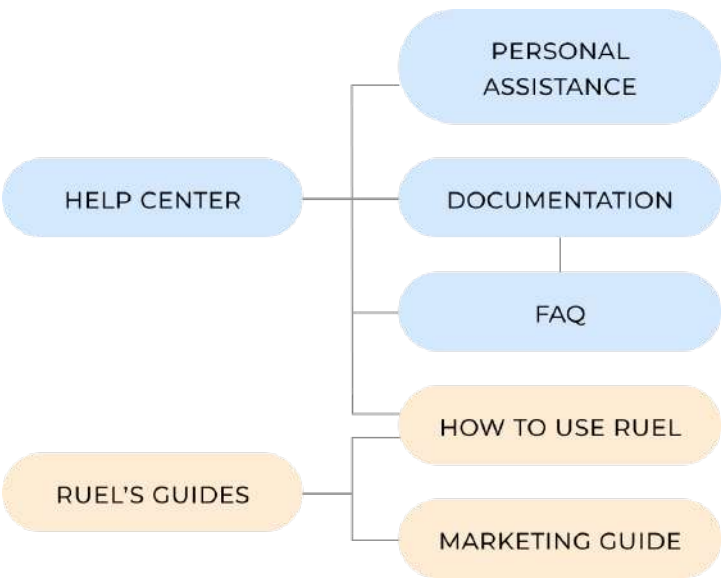 PERSONAL
ASSISTANCE
HELP CENTER
DOCUMENTATION
FAQ
HOW TO USE RUEL
RUEL'S GUIDES
MARKETING GUIDE